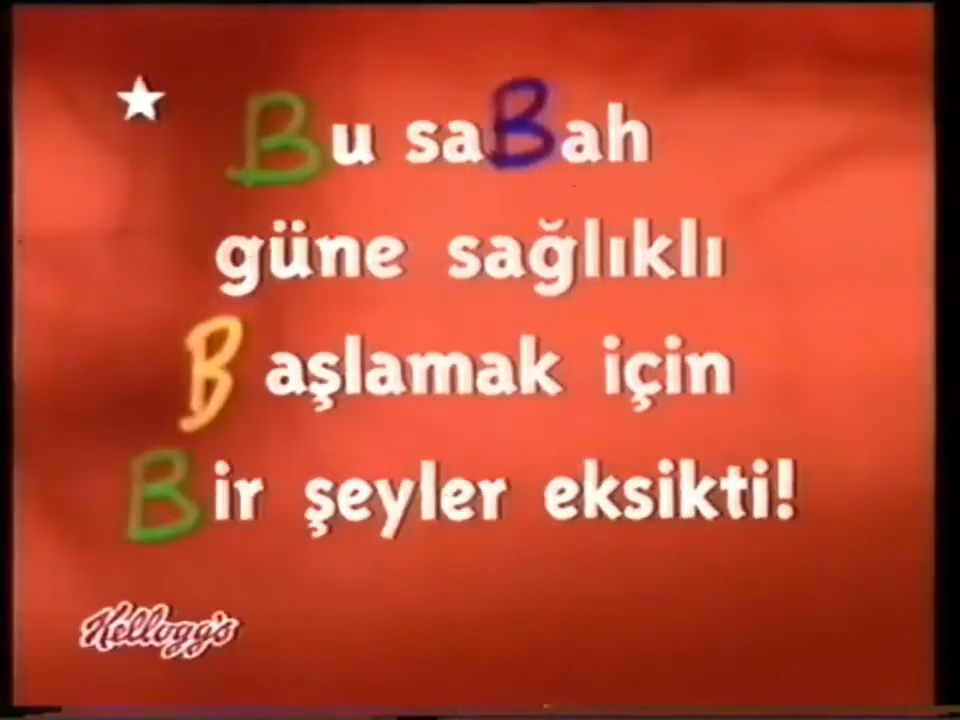 Bu saBah
güne sağlıklı
Başlamak için
Bir şeyler eksikti!
Kellogg's